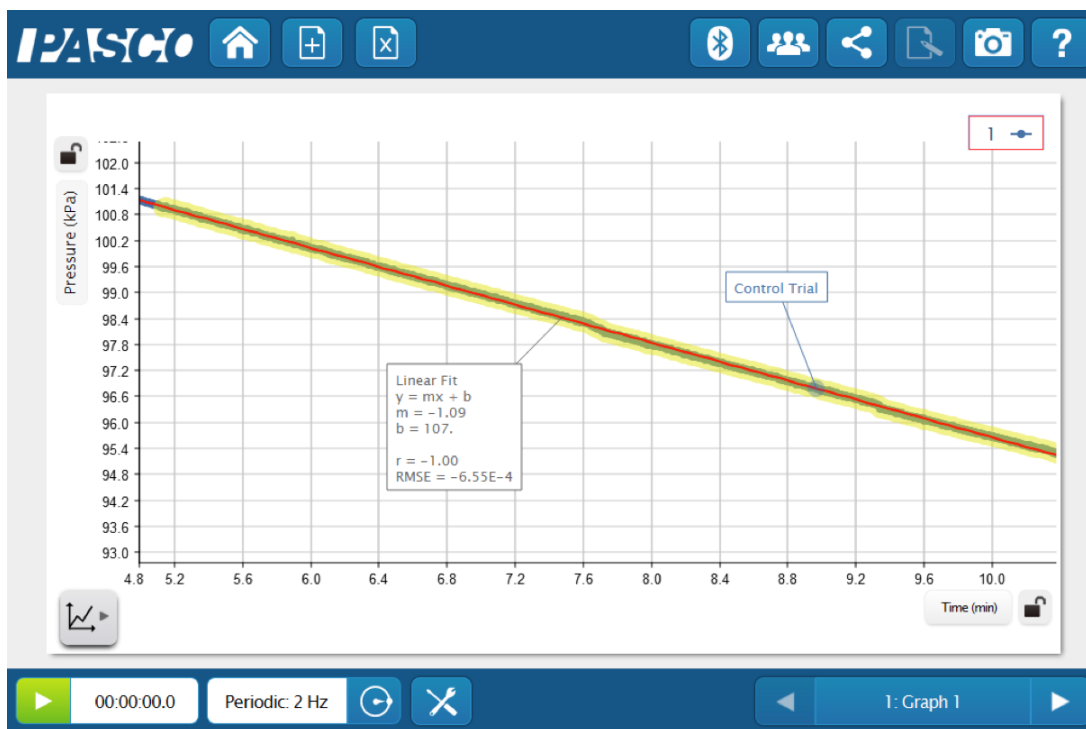 PASCO
?
1
102.6
102.0
101.4
100.8
100.2
99.6
99.0
98.4
97.8
97.2
96.6
96.0
95.4
94.8
94.2
93.6
93.0
Pressure (kPa)
Control Trial
Linear Fit
y = mx + b
m = −1.09
b = 107.
r = −1.00
RMSE = −6.55E−4
4.8 5.2 5.6 6.0 6.4 6.8 7.2 7.6 8.0 8.4 8.8 9.2 9.6 10.0
Time (min)
00:00:00.0
Periodic: 2 Hz
1: Graph 1